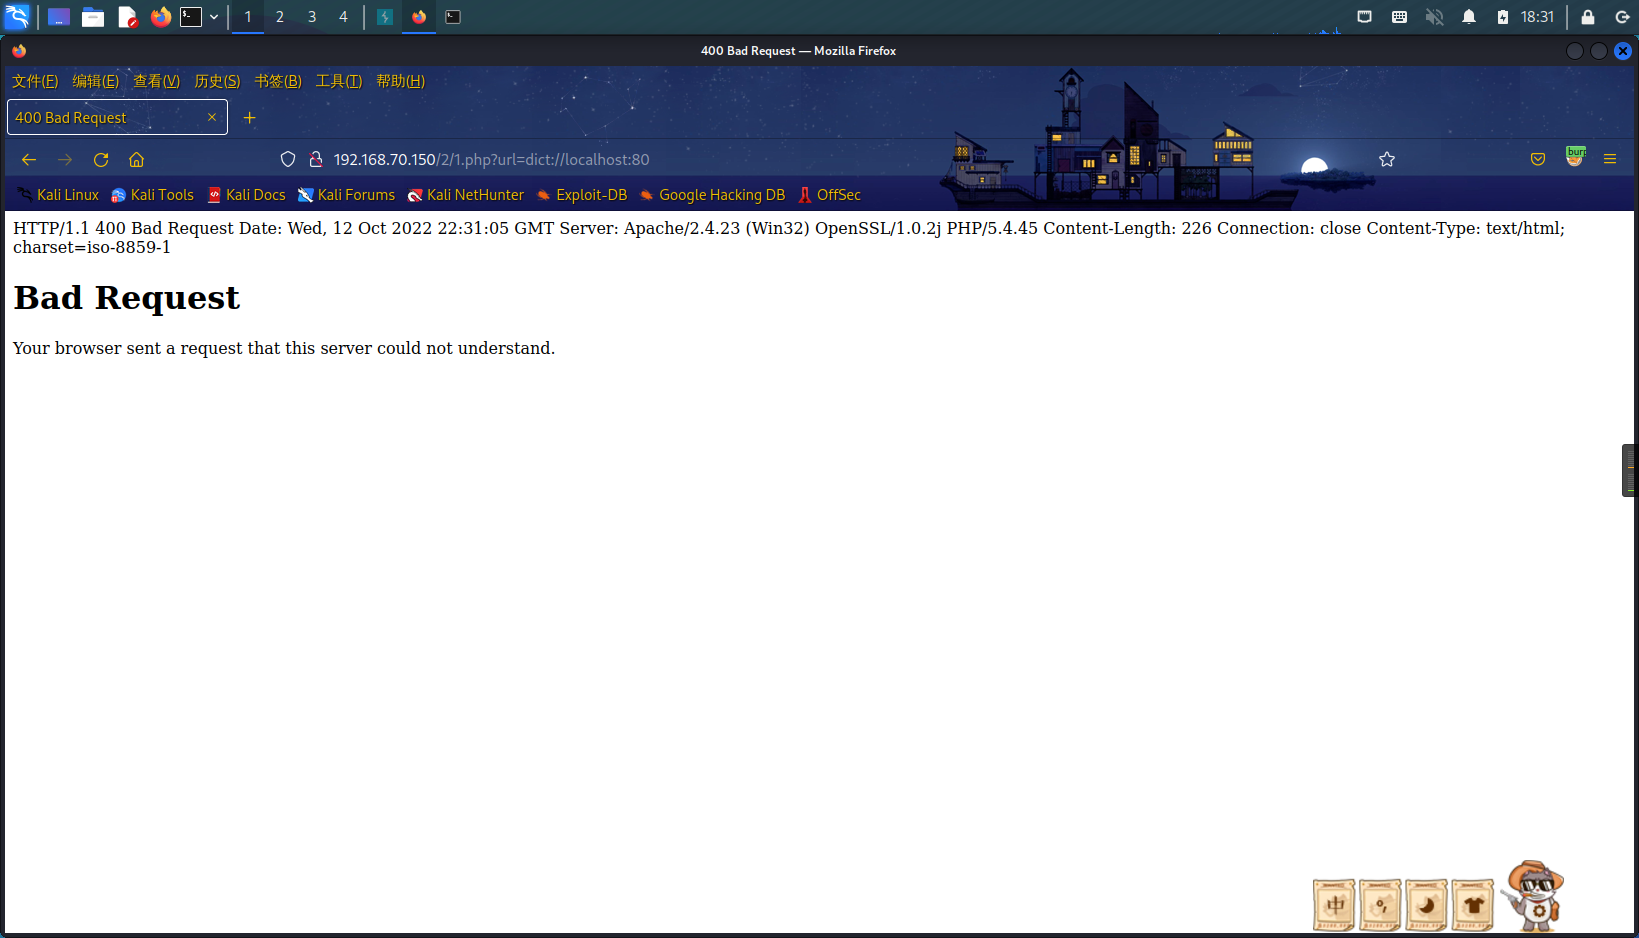 1 2 3 4 18:31
400 Bad Request — Mozilla Firefox
文件(F) 编辑(E) 查看(V) 历史(S) 书签(B) 工具(T) 帮助(H)
400 Bad Request
192.168.70.150/2/1.php?url=dict://localhost:80
burp
Kali Linux Kali Tools Kali Docs Kali Forums Kali NetHunter Exploit-DB Google Hacking DB OffSec
HTTP/1.1 400 Bad Request Date: Wed, 12 Oct 2022 22:31:05 GMT Server: Apache/2.4.23 (Win32) OpenSSL/1.0.2j PHP/5.4.45 Content-Length: 226 Connection: close Content-Type: text/html;
charset=iso-8859-1
Bad Request
Your browser sent a request that this server could not understand.
中